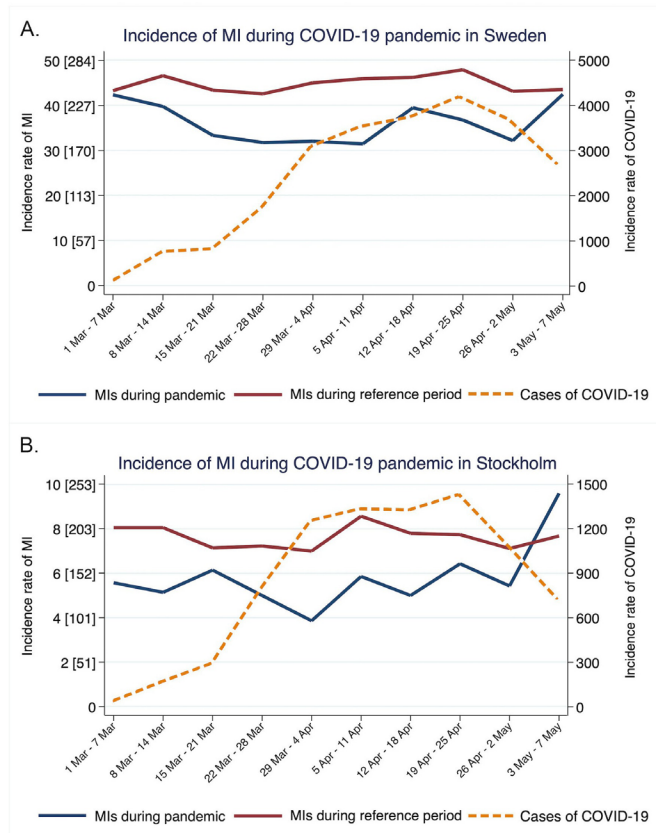 A.
Incidence of MI during COVID-19 pandemic in Sweden
50 [284]
40 [227]
30 [170]
20 [113]
10 [57]
0
Incidence rate of MI
5000
4000
3000
2000
1000
0
Incidence rate of COVID-19
1 Mar - 7 Mar
8 Mar - 14 Mar
15 Mar - 21 Mar
22 Mar - 28 Mar
29 Mar - 4 Apr
5 Apr - 11 Apr
12 Apr - 18 Apr
19 Apr - 25 Apr
26 Apr - 2 May
3 May - 7 May
MIs during pandemic MIs during reference period Cases of COVID-19
B.
Incidence of MI during COVID-19 pandemic in Stockholm
10 [253]
8 [203]
6 [152]
4 [101]
2 [51]
0
Incidence rate of MI
1500
1200
900
600
300
0
Incidence rate of COVID-19
1 Mar - 7 Mar
8 Mar - 14 Mar
15 Mar - 21 Mar
22 Mar - 28 Mar
29 Mar - 4 Apr
5 Apr - 11 Apr
12 Apr - 18 Apr
19 Apr - 25 Apr
26 Apr - 2 May
3 May - 7 May
MIs during pandemic MIs during reference period Cases of COVID-19